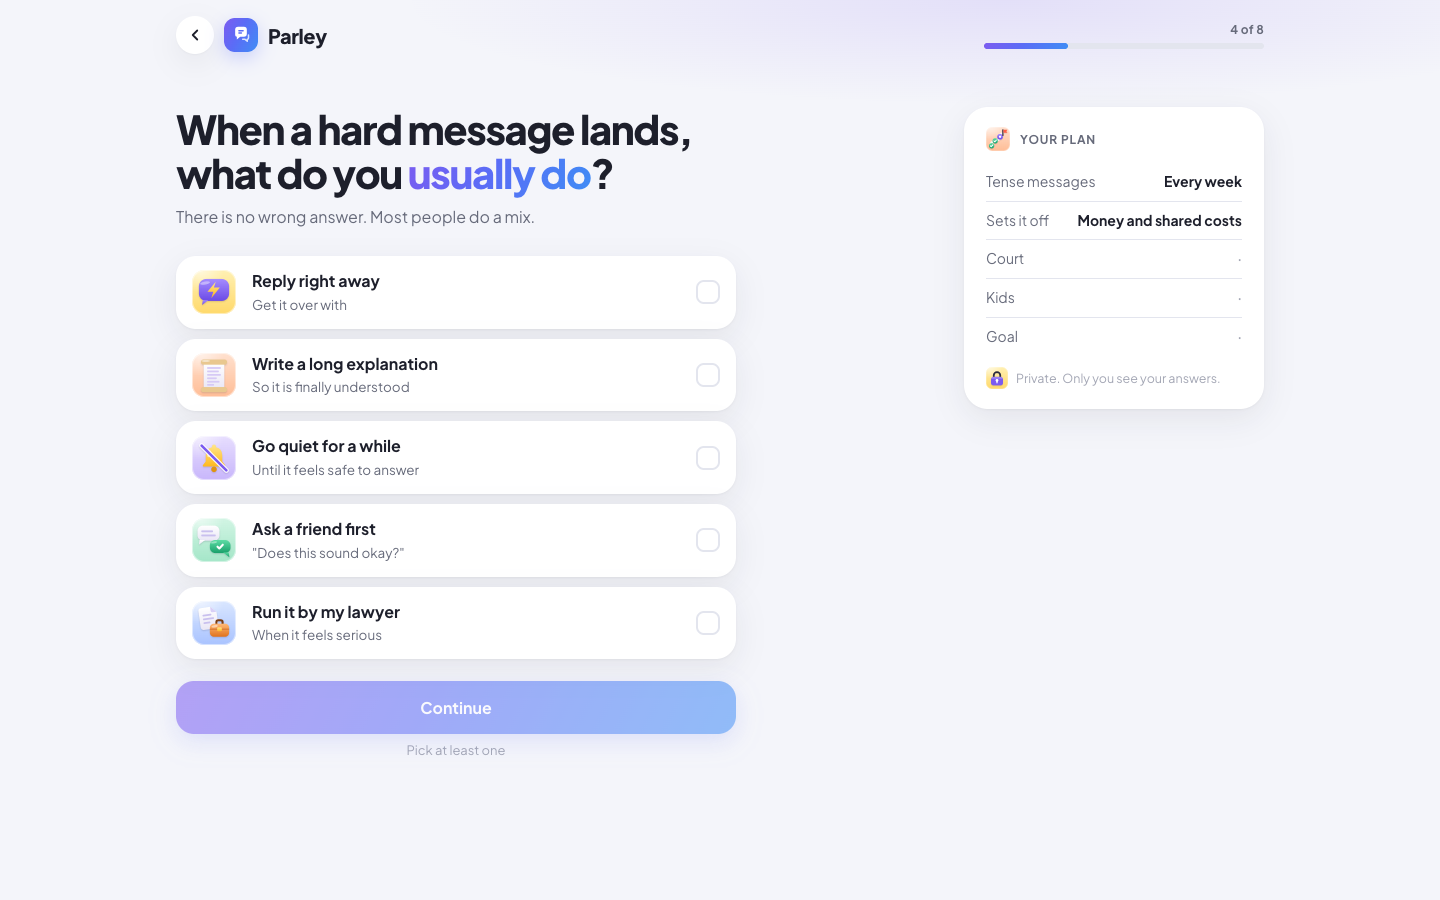 Parley
4 of 8
When a hard message lands,
what do you usually do?
There is no wrong answer. Most people do a mix.
Reply right away
Get it over with
Write a long explanation
So it is finally understood
Go quiet for a while
Until it feels safe to answer
Ask a friend first
"Does this sound okay?"
Run it by my lawyer
When it feels serious
Continue
Pick at least one
YOUR PLAN
Tense messages Every week
Sets it off Money and shared costs
Court ·
Kids ·
Goal ·
Private. Only you see your answers.